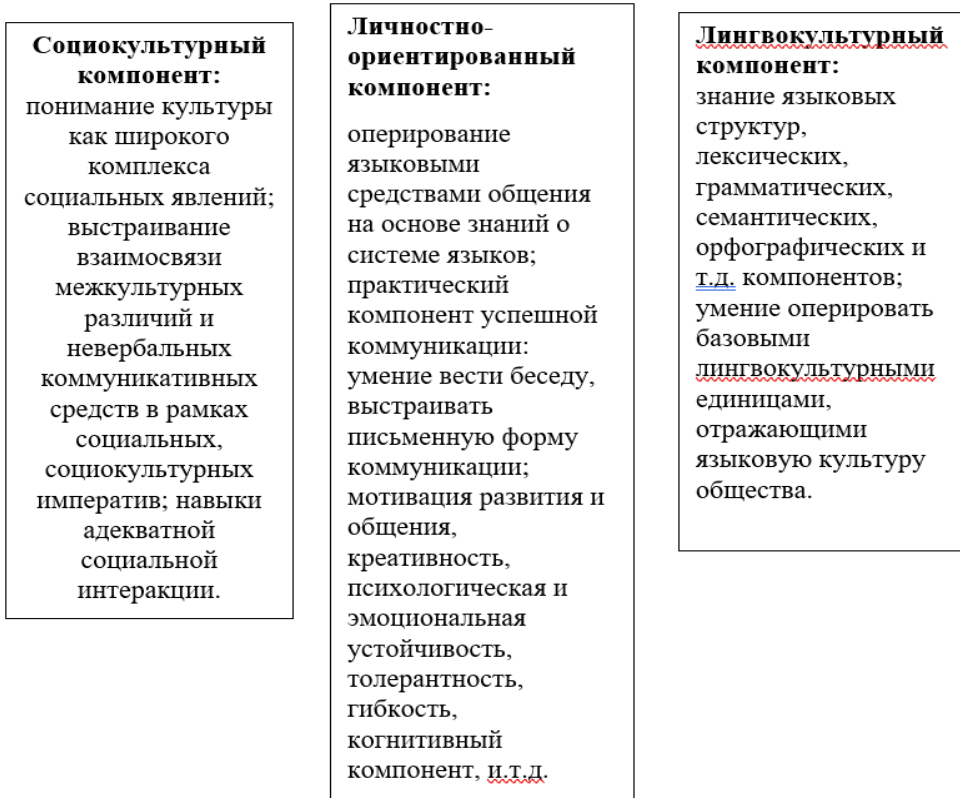 Социокультурный
компонент:
понимание культуры
как широкого
комплекса
социальных явлений;
выстраивание
взаимосвязи
межкультурных
различий и
невербальных
коммуникативных
средств в рамках
социальных,
социокультурных
императив; навыки
адекватной
социальной
интеракции.
Личностно-
ориентированный
компонент:
оперирование
языковыми
средствами общения
на основе знаний о
системе языков;
практический
компонент успешной
коммуникации:
умение вести беседу,
выстраивать
письменную форму
коммуникации;
мотивация развития и
общения,
креативность,
психологическая и
эмоциональная
устойчивость,
толерантность,
гибкость,
когнитивный
компонент, и.т.д.
Лингвокультурный
компонент:
знание языковых
структур,
лексических,
грамматических,
семантических,
орфографических и
т.д. компонентов;
умение оперировать
базовыми
лингвокультурными
единицами,
отражающими
языковую культуру
общества.